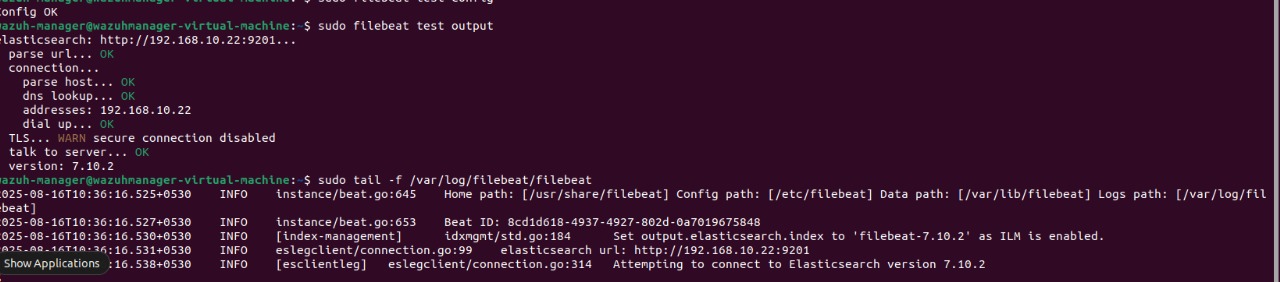 Config OK
wazuh-manager@wazuhmanager-virtual-machine:~$ sudo filebeat test output
elasticsearch: http://192.168.10.22:9201...
parse url... OK
connection...
parse host... OK
dns lookup... OK
addresses: 192.168.10.22
dial up... OK
TLS... WARN secure connection disabled
talk to server... OK
version: 7.10.2
wazuh-manager@wazuhmanager-virtual-machine:~$ sudo tail -f /var/log/filebeat/filebeat
2025-08-16T10:36:16.525+0530 INFO instance/beat.go:645 Home path: [/usr/share/filebeat] Config path: [/etc/filebeat] Data path: [/var/lib/filebeat] Logs path: [/var/log/fil
ebeat]
2025-08-16T10:36:16.527+0530 INFO instance/beat.go:653 Beat ID: 8cd1d618-4937-4927-802d-0a7019675848
2025-08-16T10:36:16.530+0530 INFO [index-management] idxmgmt/std.go:184 Set output.elasticsearch.index to 'filebeat-7.10.2' as ILM is enabled.
2025-08-16T10:36:16.531+0530 INFO eslegclient/connection.go:99 elasticsearch url: http://192.168.10.22:9201
Show Applications :36:16.538+0530 INFO [esclientleg] eslegclient/connection.go:314 Attempting to connect to Elasticsearch version 7.10.2